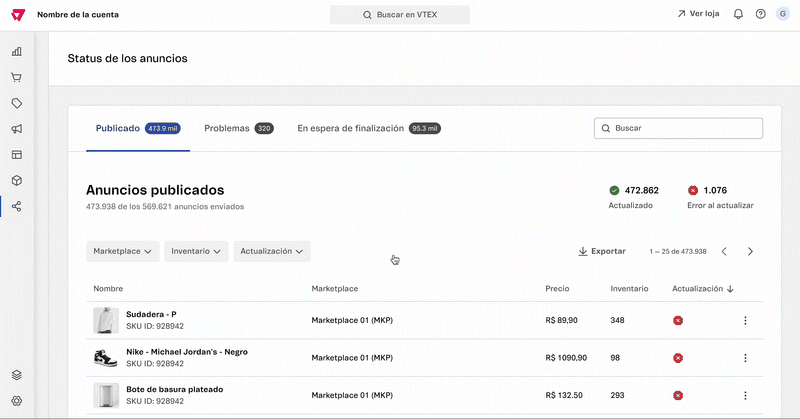 Nombre de la cuenta
Buscar en VTEX
Ver loja
G
Status de los anuncios
Publicado 473.9 mil
Problemas 320
En espera de finalización 95.3 mil
Buscar
Anuncios publicados
473.938 de los 569.621 anuncios enviados
472.862
Actualizado
1.076
Error al actualizar
Marketplace
Inventario
Actualización
Exportar
1 – 25 de 473.938
Nombre Marketplace Precio Inventario Actualización
Sudadera - P
SKU ID: 928942
Marketplace 01 (MKP)
R$ 89,90
348
Nike - Michael Jordan's - Negro
SKU ID: 928942
Marketplace 01 (MKP)
R$ 1090,90
98
Bote de basura plateado
SKU ID: 928942
Marketplace 01 (MKP)
R$ 132.50
293